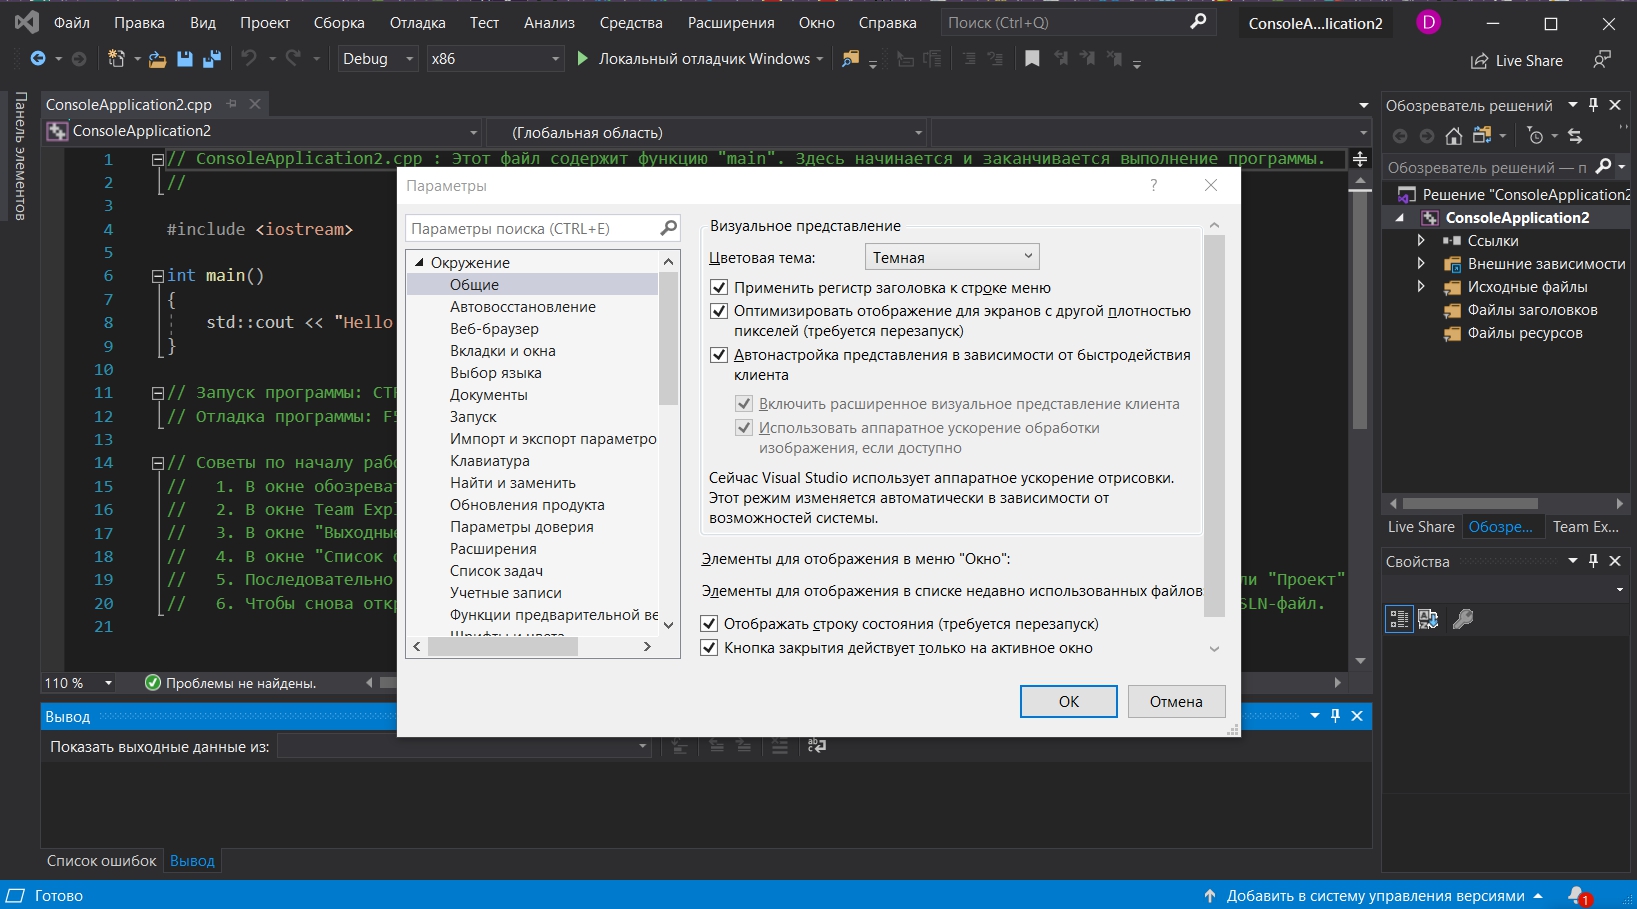 Файл Правка Вид Проект Сборка Отладка Тест Анализ Средства Расширения Окно Справка Поиск (Ctrl+Q) ConsoleA...lication2 D
Debug x86 Локальный отладчик Windows Live Share
Панель элементов
ConsoleApplication2.cpp
ConsoleApplication2 (Глобальная область)
1 // ConsoleApplication2.cpp : Этот файл содержит функцию "main". Здесь начинается и заканчивается выполнение программы.
2 //
3
4 #include <iostream>
5
6 int main()
7 {
8 std::cout << "Hello
9 }
10
11 // Запуск программы: CTR
12 // Отладка программы: F5
13
14 // Советы по началу рабо
15 // 1. В окне обозреват
16 // 2. В окне Team Expl
17 // 3. В окне "Выходные
18 // 4. В окне "Список
19 // 5. Последовательно ли "Проект"
20 // 6. Чтобы снова откр SLN-файл.
21
110 % Проблемы не найдены.
Параметры ?
Параметры поиска (CTRL+E)
Окружение
Общие
Автовосстановление
Веб-браузер
Вкладки и окна
Выбор языка
Документы
Запуск
Импорт и экспорт параметро
Клавиатура
Найти и заменить
Обновления продукта
Параметры доверия
Расширения
Список задач
Учетные записи
Функции предварительной ве
Шрифты и цвета
Визуальное представление
Цветовая тема: Темная
Применить регистр заголовка к строке меню
Оптимизировать отображение для экранов с другой плотностью
пикселей (требуется перезапуск)
Автонастройка представления в зависимости от быстродействия
клиента
Включить расширенное визуальное представление клиента
Использовать аппаратное ускорение обработки
изображения, если доступно
Сейчас Visual Studio использует аппаратное ускорение отрисовки.
Этот режим изменяется автоматически в зависимости от
возможностей системы.
Элементы для отображения в меню "Окно":
Элементы для отображения в списке недавно использованных файлов
Отображать строку состояния (требуется перезапуск)
Кнопка закрытия действует только на активное окно
OK Отмена
Обозреватель решений
Обозреватель решений — п
Решение "ConsoleApplication2
ConsoleApplication2
Ссылки
Внешние зависимости
Исходные файлы
Файлы заголовков
Файлы ресурсов
Live Share Обозре... Team Ex...
Свойства
Вывод
Показать выходные данные из:
Список ошибок Вывод
Готово Добавить в систему управления версиями 1